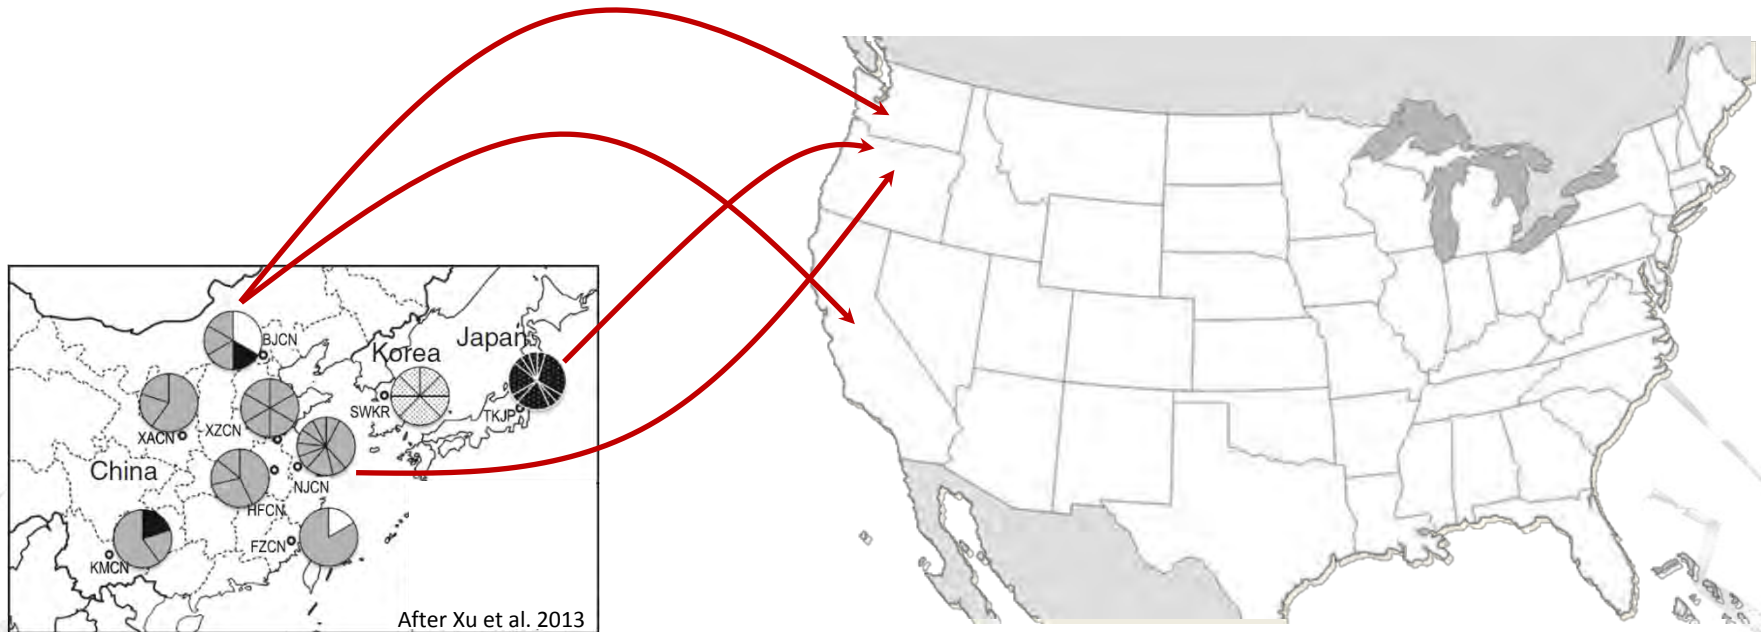 BJCN
Korea
Japan
SWKR
TKJP
XACN
XZCN
China
NJCN
HFCN
FZCN
KMCN
After Xu et al. 2013